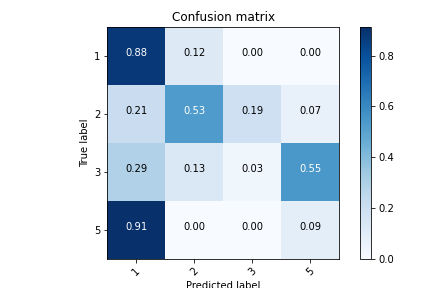 Confusion matrix
1 0.88 0.12 0.00 0.00
2 0.21 0.53 0.19 0.07
3 0.29 0.13 0.03 0.55
5 0.91 0.00 0.00 0.09
1 2 3 5
True label
Predicted label
0.8
0.6
0.4
0.2
0.0